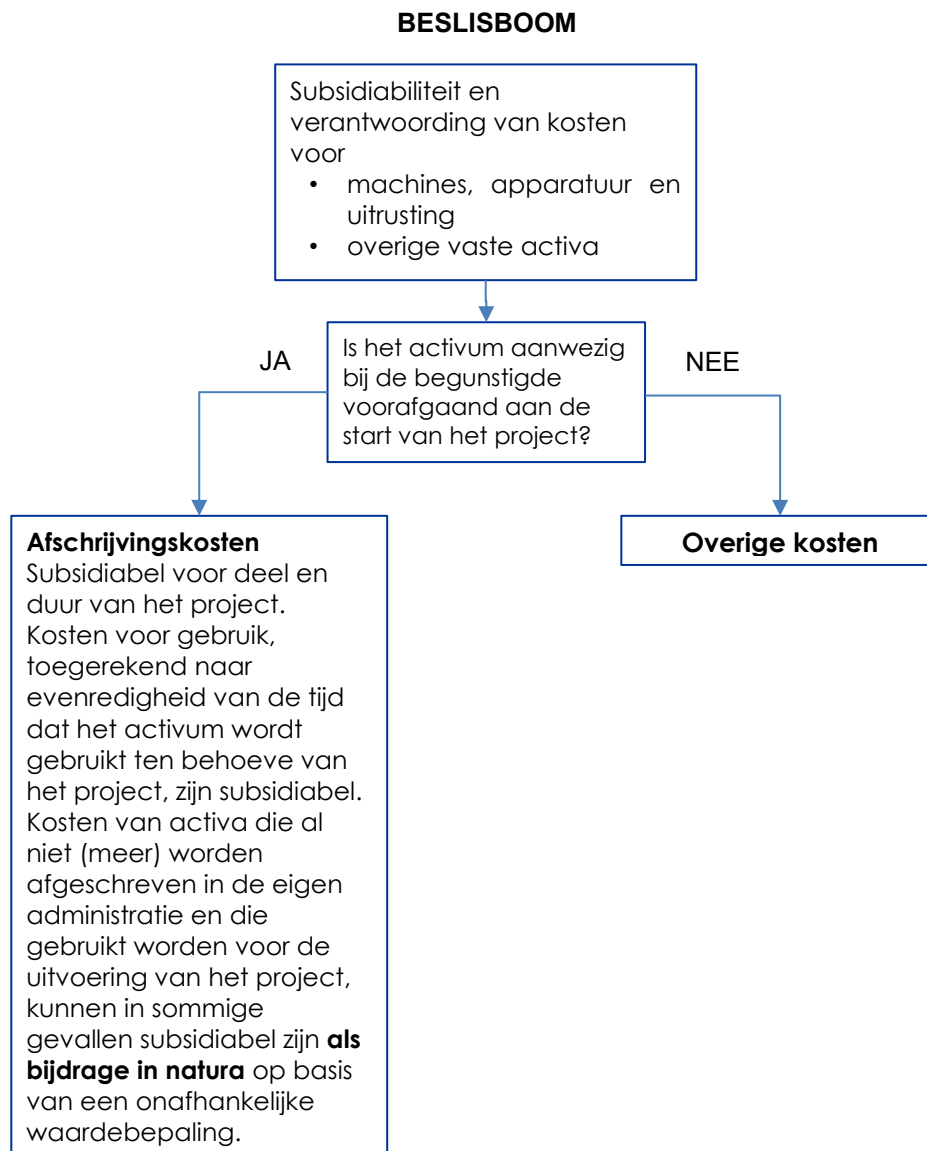 BESLISBOOM
Subsidiabiliteit en
verantwoording van kosten
voor
• machines, apparatuur en
uitrusting
• overige vaste activa
JA
Is het activum aanwezig
bij de begunstigde
voorafgaand aan de
start van het project?
NEE
Afschrijvingskosten
Subsidiabel voor deel en
duur van het project.
Kosten voor gebruik,
toegerekend naar
evenredigheid van de tijd
dat het activum wordt
gebruikt ten behoeve van
het project, zijn subsidiabel.
Kosten van activa die al
niet (meer) worden
afgeschreven in de eigen
administratie en die
gebruikt worden voor de
uitvoering van het project,
kunnen in sommige
gevallen subsidiabel zijn als
bijdrage in natura op basis
van een onafhankelijke
waardebepaling.
Overige kosten